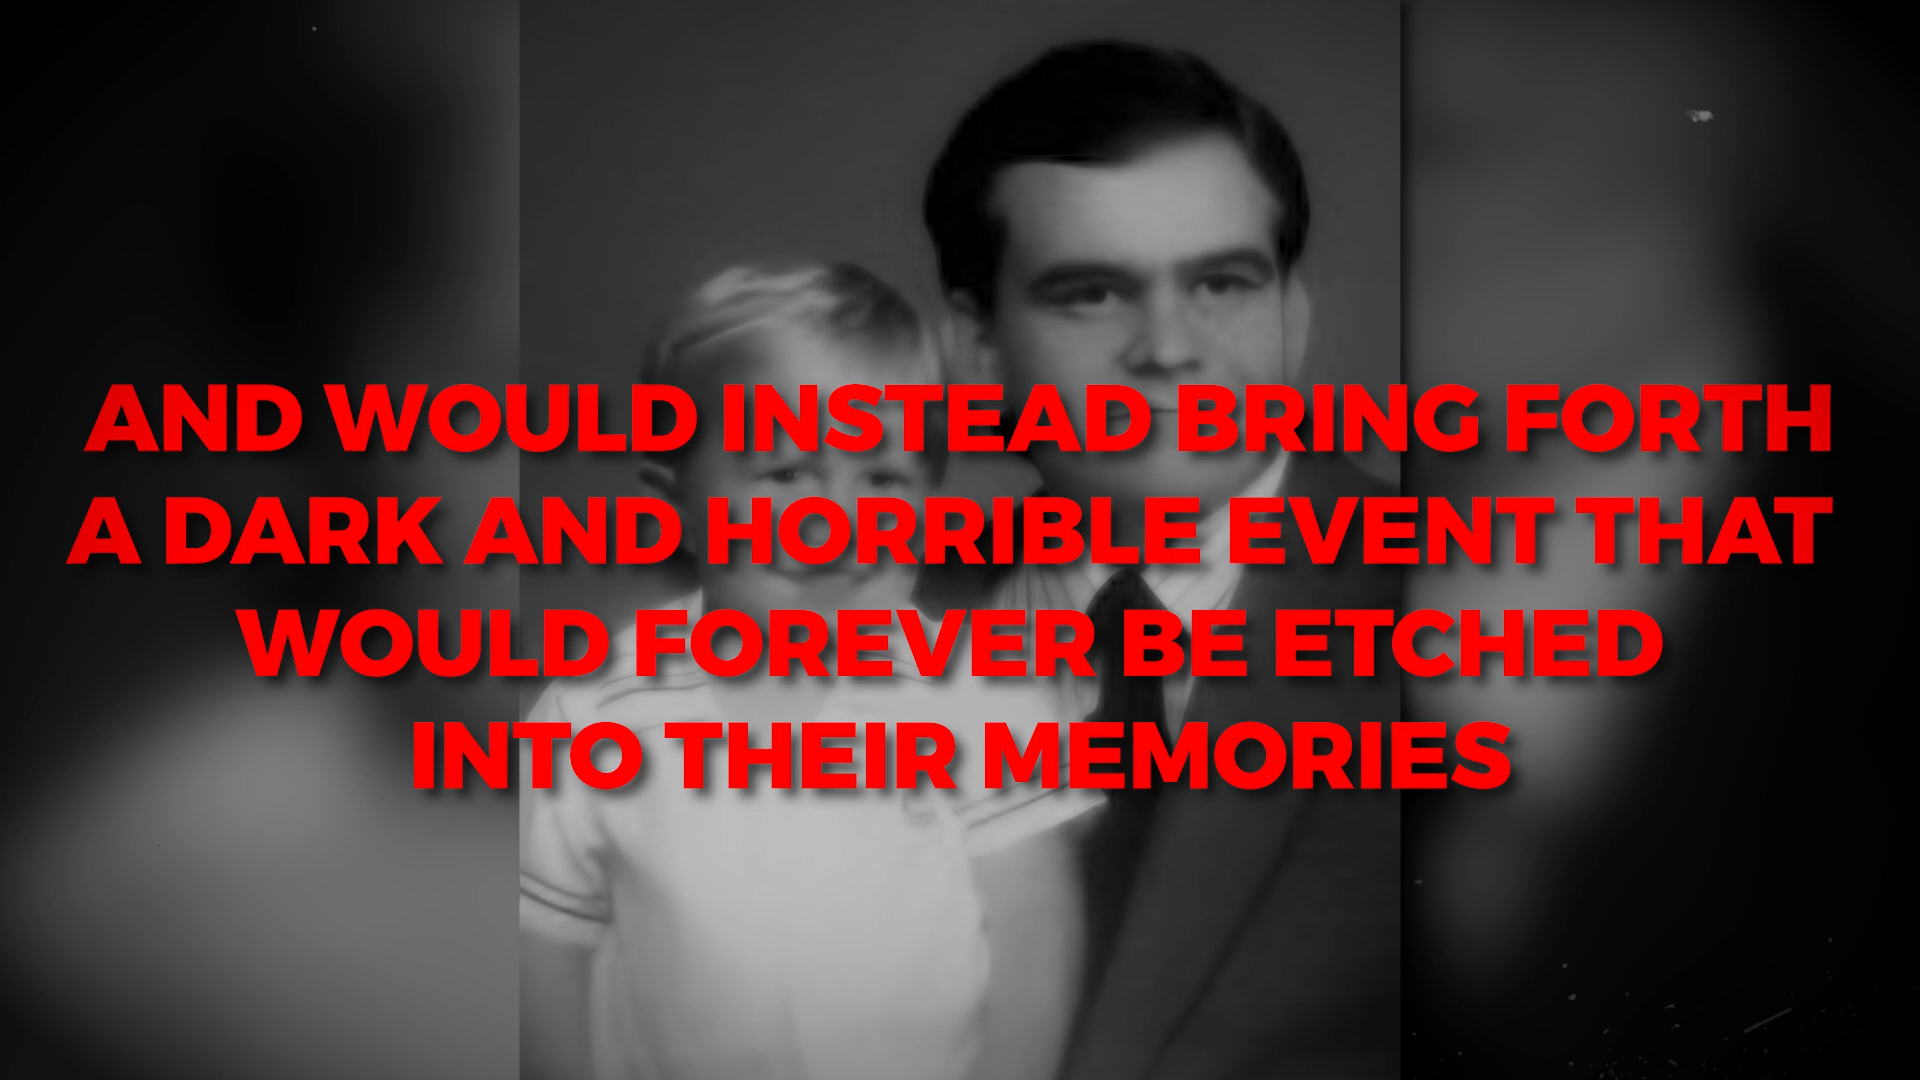 AND WOULD INSTEAD BRING FORTH
A DARK AND HORRIBLE EVENT THAT
WOULD FOREVER BE ETCHED
INTO THEIR MEMORIES